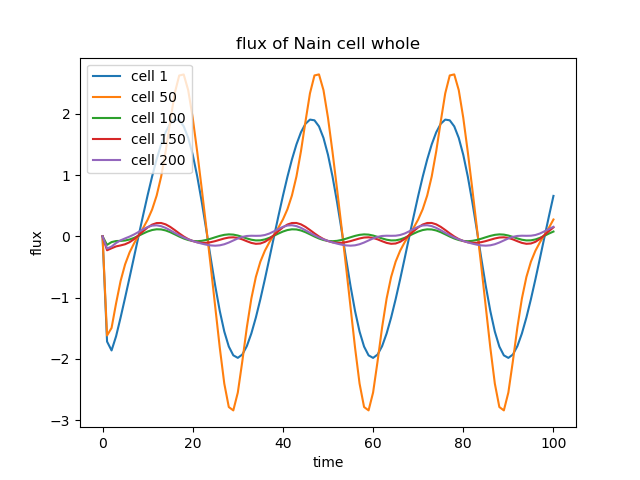 flux of Nain cell whole
cell 1
cell 50
cell 100
cell 150
cell 200
2
1
0
−1
−2
−3
flux
0 20 40 60 80 100
time